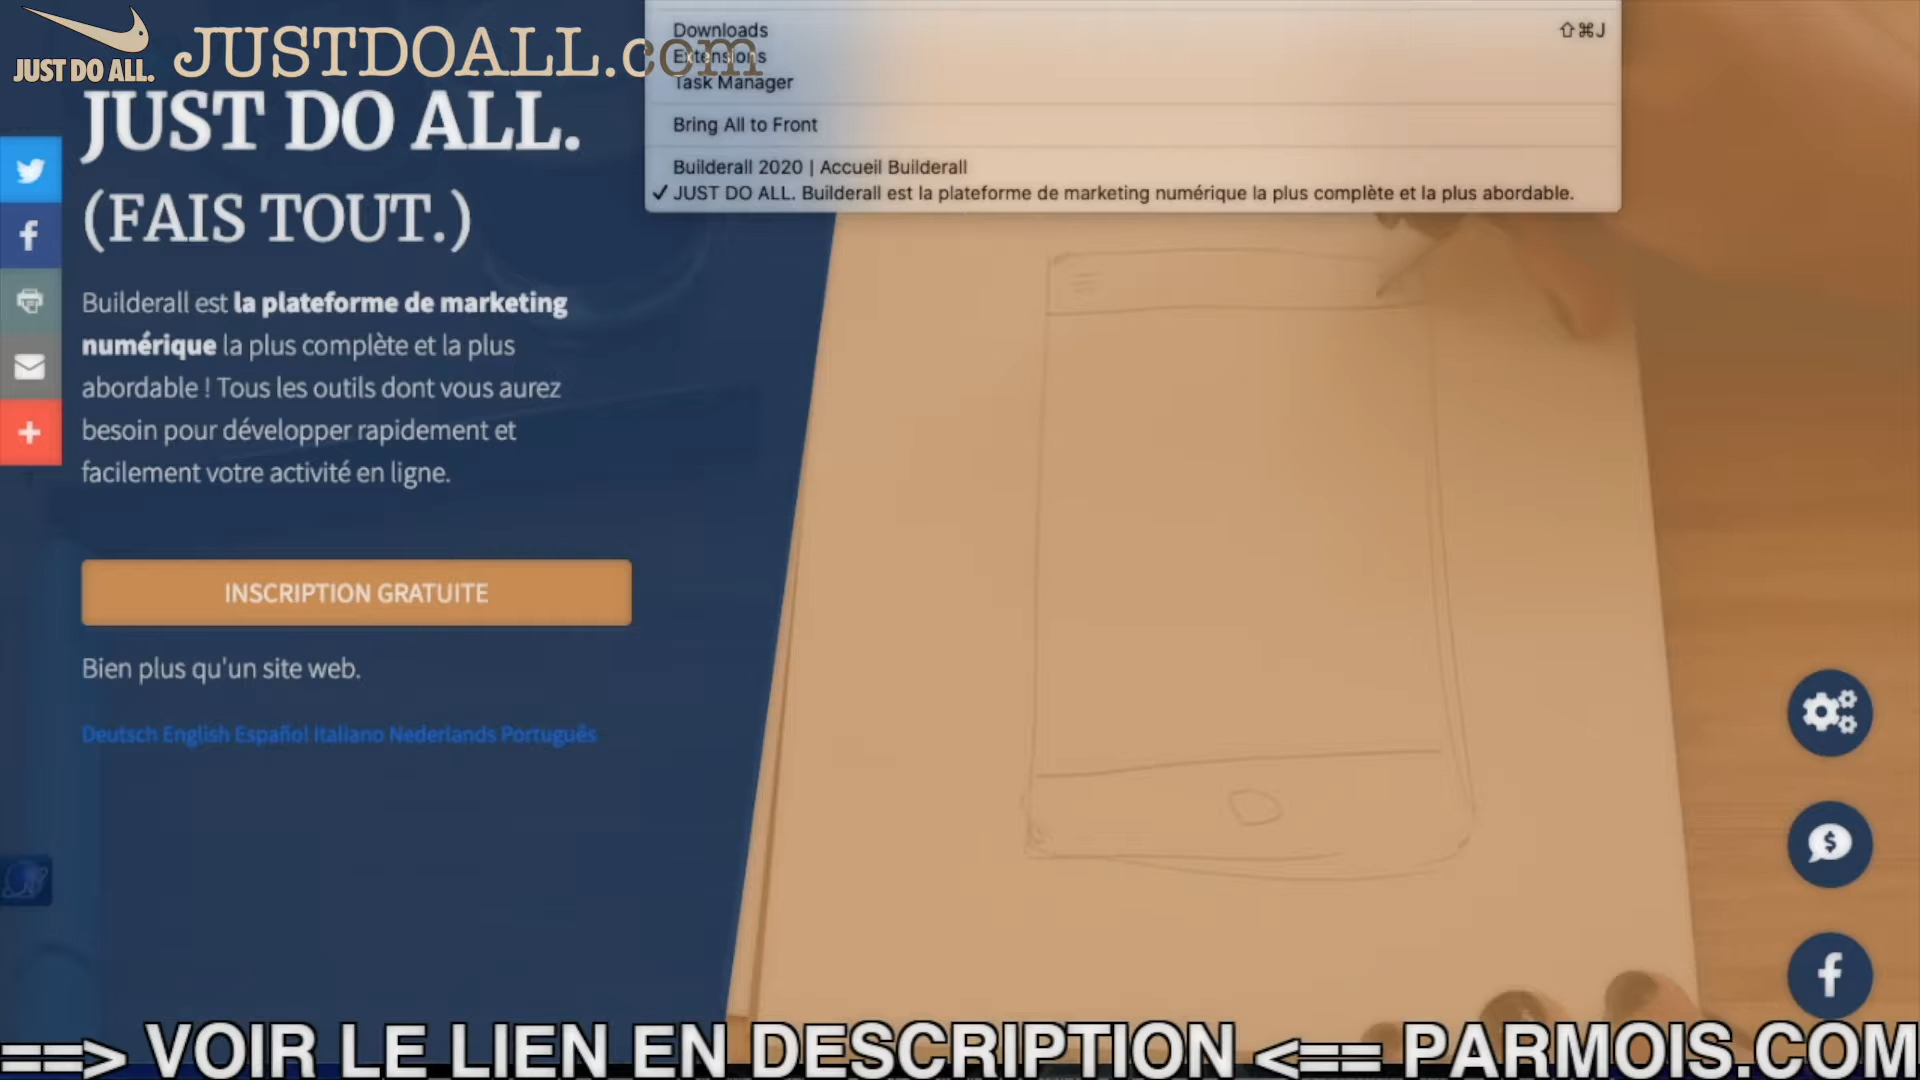 JUST DO ALL.
JUSTDOALL.com
Downloads ⇧⌘J
Extensions
Task Manager
Bring All to Front
Builderall 2020 | Accueil Builderall
✓ JUST DO ALL. Builderall est la plateforme de marketing numérique la plus complète et la plus abordable.
JUST DO ALL.
(FAIS TOUT.)
Builderall est la plateforme de marketing
numérique la plus complète et la plus
abordable ! Tous les outils dont vous aurez
besoin pour développer rapidement et
facilement votre activité en ligne.
INSCRIPTION GRATUITE
Bien plus qu'un site web.
Deutsch English Español Italiano Nederlands Português
==> VOIR LE LIEN EN DESCRIPTION <== PARMOIS.COM